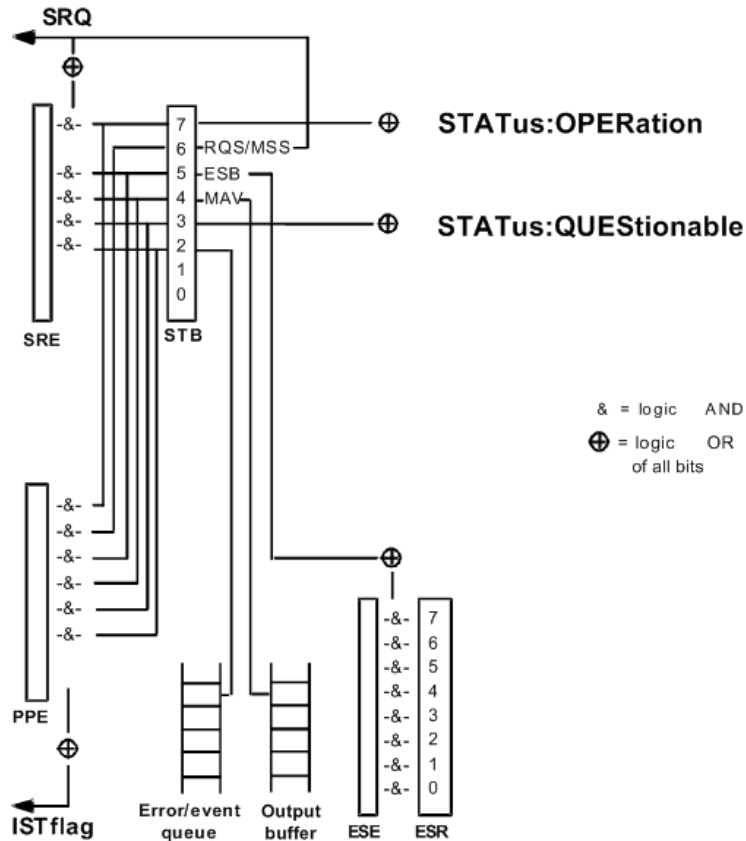 SRQ
-&- 7 STATus:OPERation
6 RQS/MSS
-&- 5 ESB
-&- 4 MAV
-&- 3 STATus:QUEStionable
-&- 2
1
0
SRE STB
& = logic AND
⊕ = logic OR
of all bits
-&-
-&-
-&-
-&-
-&-
-&-
PPE
-&- 7
-&- 6
-&- 5
-&- 4
-&- 3
-&- 2
-&- 1
-&- 0
IST flag
Error/event
queue
Output
buffer
ESE ESR